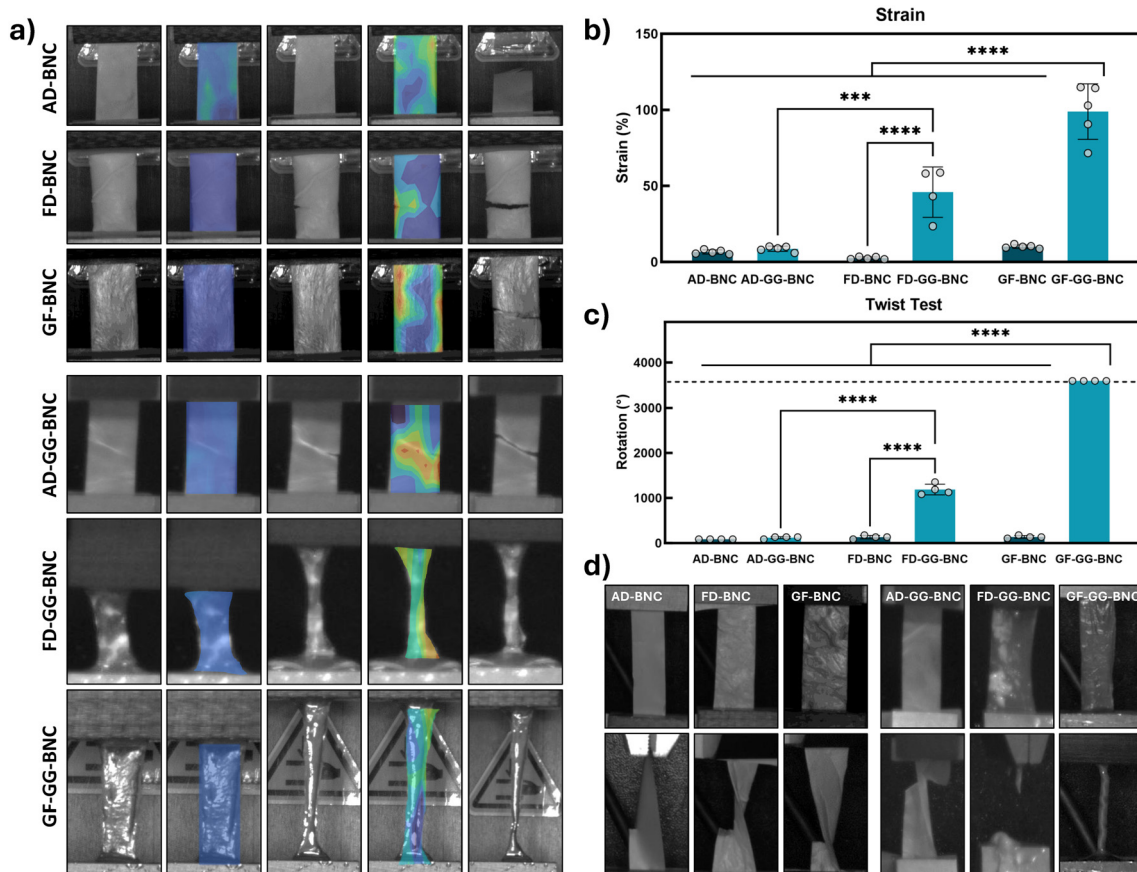 a)
AD-BNC
FD-BNC
GF-BNC
AD-GG-BNC
FD-GG-BNC
GF-GG-BNC
b)
Strain
Strain (%)
150
100
50
0
****
***
****
AD-BNC AD-GG-BNC FD-BNC FD-GG-BNC GF-BNC GF-GG-BNC
c)
Twist Test
Rotation (°)
4000
3000
2000
1000
0
****
****
****
AD-BNC AD-GG-BNC FD-BNC FD-GG-BNC GF-BNC GF-GG-BNC
d)
AD-BNC FD-BNC GF-BNC AD-GG-BNC FD-GG-BNC GF-GG-BNC